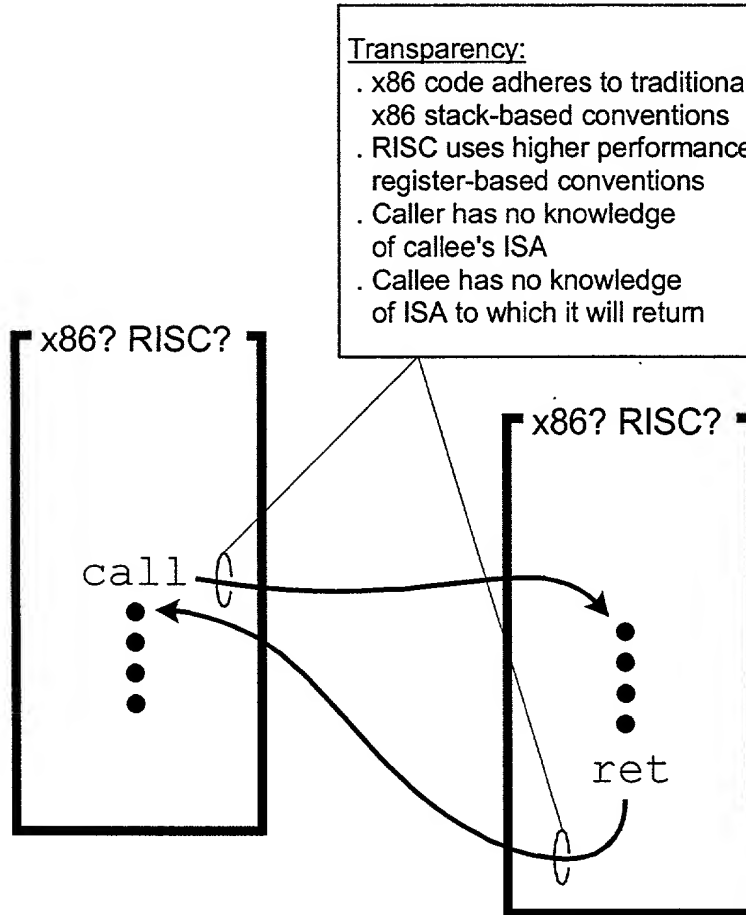 Transparency:
. x86 code adheres to traditiona
x86 stack-based conventions
. RISC uses higher performance
register-based conventions
. Caller has no knowledge
of callee's ISA
. Callee has no knowledge
of ISA to which it will return
x86? RISC?
x86? RISC?
call
ret